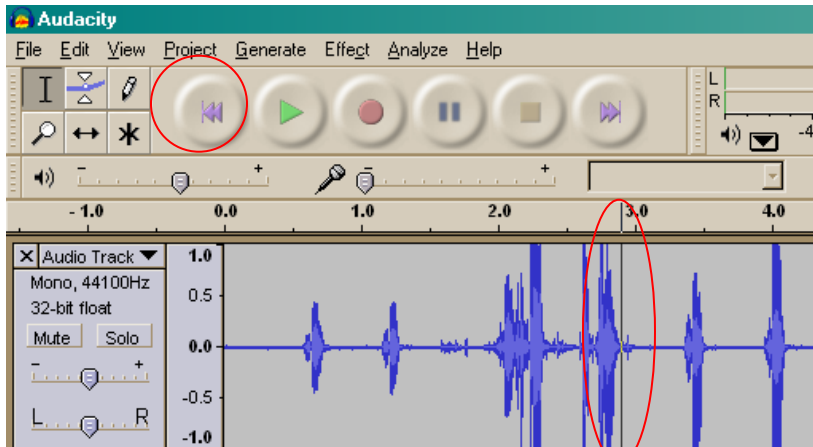 Audacity
File Edit View Project Generate Effect Analyze Help
L
R
-4
- +
- +
- 1.0 0.0 1.0 2.0 3.0 4.0
X Audio Track
Mono, 44100Hz
32-bit float
Mute Solo
- +
L R
1.0
0.5
0.0
-0.5
-1.0